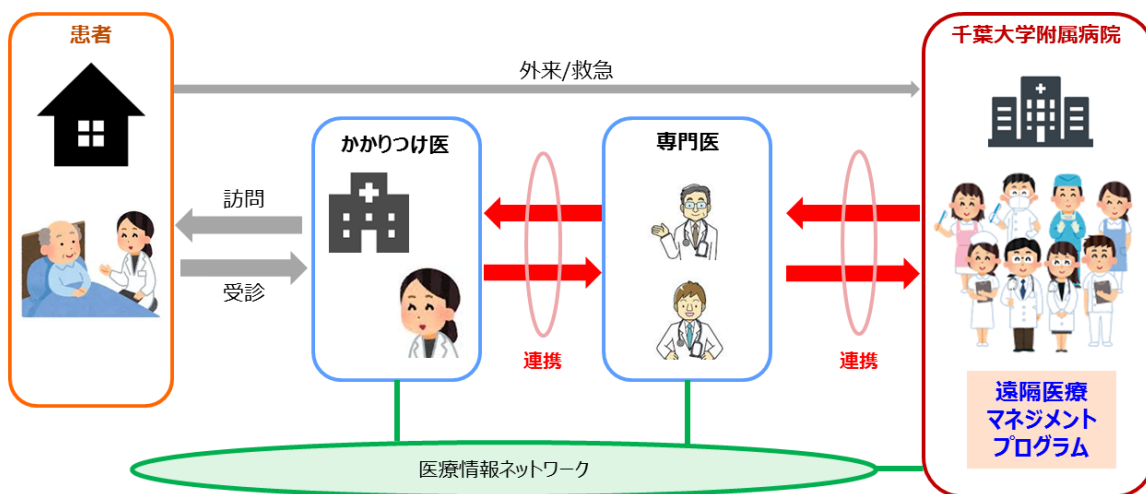 患者
千葉大学附属病院
外来/救急
かかりつけ医
専門医
訪問
受診
連携
連携
遠隔医療
マネジメント
プログラム
医療情報ネットワーク